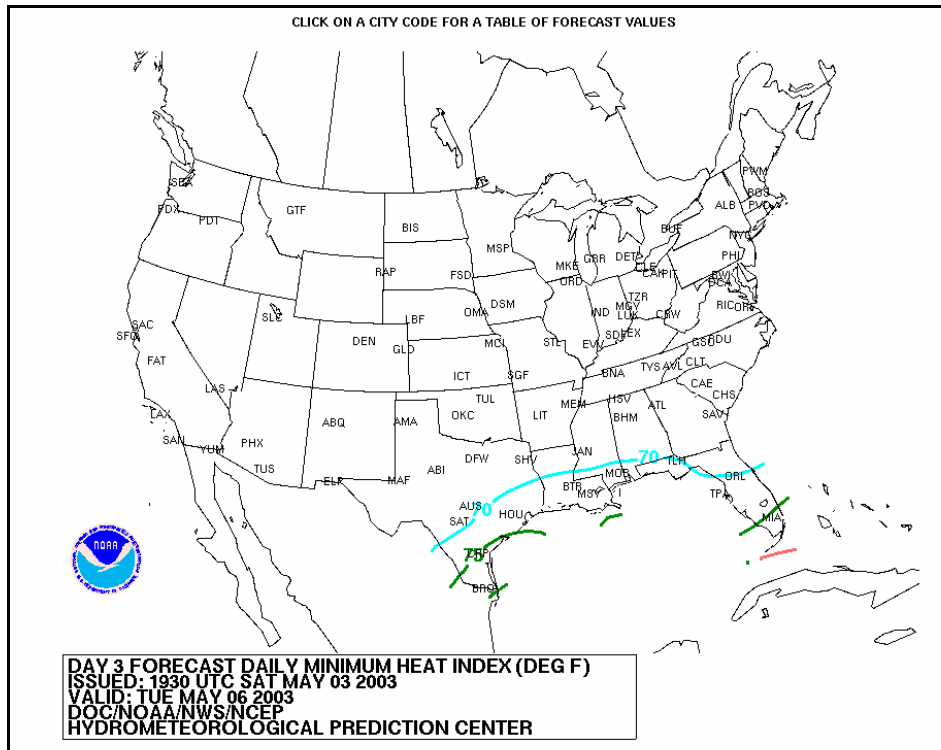 CLICK ON A CITY CODE FOR A TABLE OF FORECAST VALUES
SEA
PWM
BOS
PDX
PDT
GTF
ALB
PVD
BIS
BUF
NYC
MSP
GRR
DET
PHL
MKE
CLE
RAP
FSD
ORD
CAK
PIT
BWI
DCA
DSM
TZR
OMA
MGY
RIC
ORF
SLC
LBF
IND
LUK
CRW
SAC
SFO
SDF
LEX
DEN
GLD
MCI
STL
EVV
GSO
RDU
FAT
BNA
TYS
AVL
CLT
ICT
SGF
LAS
CAE
TUL
MEM
HSV
ATL
CHS
LAX
ABQ
AMA
OKC
LIT
BHM
SAV
SAN
YUM
PHX
TUS
ABI
DFW
SHV
JAN
70
TLH
ELP
MAF
MOB
ORL
BTR
MSY
TPA
AUS
70
HOU
SAT
MIA
NOAA
75
CRP
BRO
DAY 3 FORECAST DAILY MINIMUM HEAT INDEX (DEG F)
ISSUED: 1930 UTC SAT MAY 03 2003
VALID: TUE MAY 06 2003
DOC/NOAA/NWS/NCEP
HYDROMETEOROLOGICAL PREDICTION CENTER